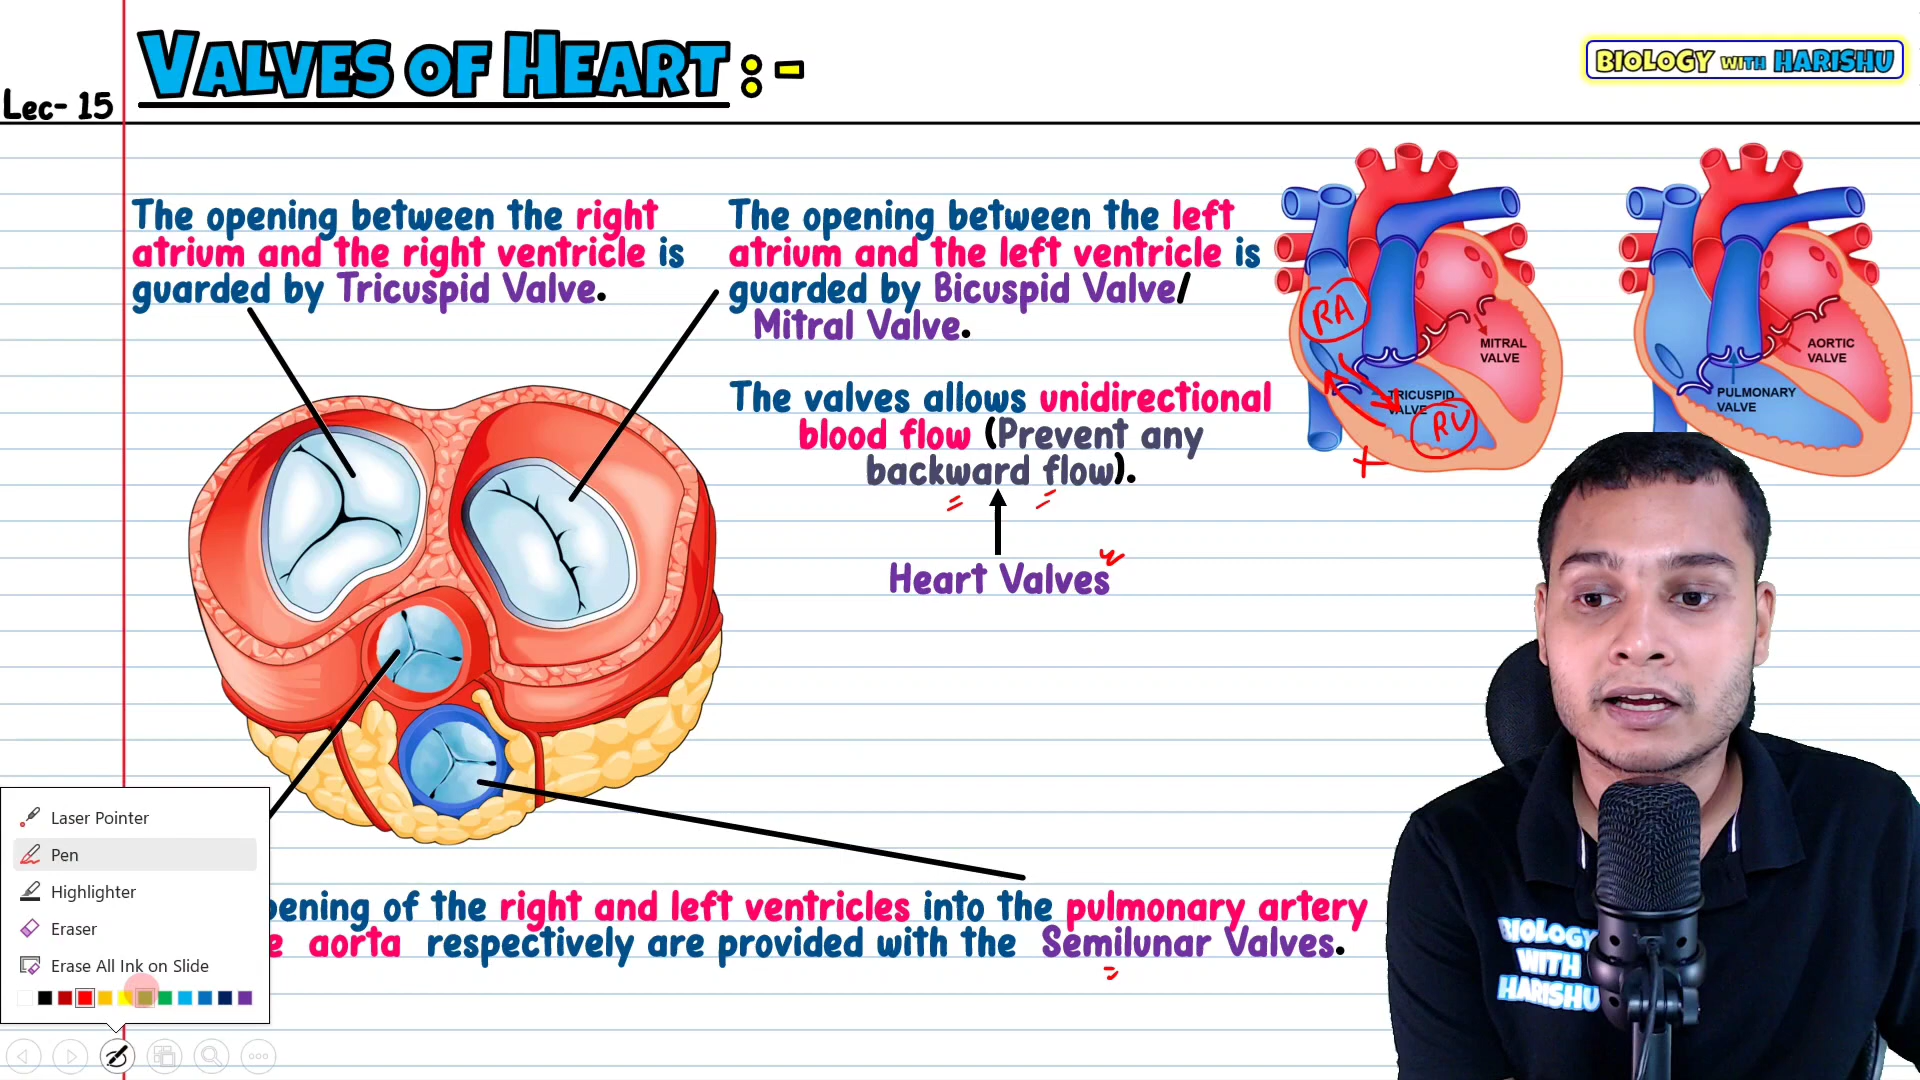 VALVES OF HEART :-
BIOLOGY WITH HARISHU
Lec- 15
The opening between the right
atrium and the right ventricle is
guarded by Tricuspid Valve.
The opening between the left
atrium and the left ventricle is
guarded by Bicuspid Valve/
Mitral Valve.
The valves allows unidirectional
blood flow (Prevent any
backward flow).
Heart Valves
RA
MITRAL
VALVE
TRICUSPID
VALVE
RV
AORTIC
VALVE
PULMONARY
VALVE
Laser Pointer
Pen
Highlighter
Eraser
Erase All Ink on Slide
pening of the right and left ventricles into the pulmonary artery
e aorta respectively are provided with the Semilunar Valves.
BIOLOGY
WITH
HARISHU